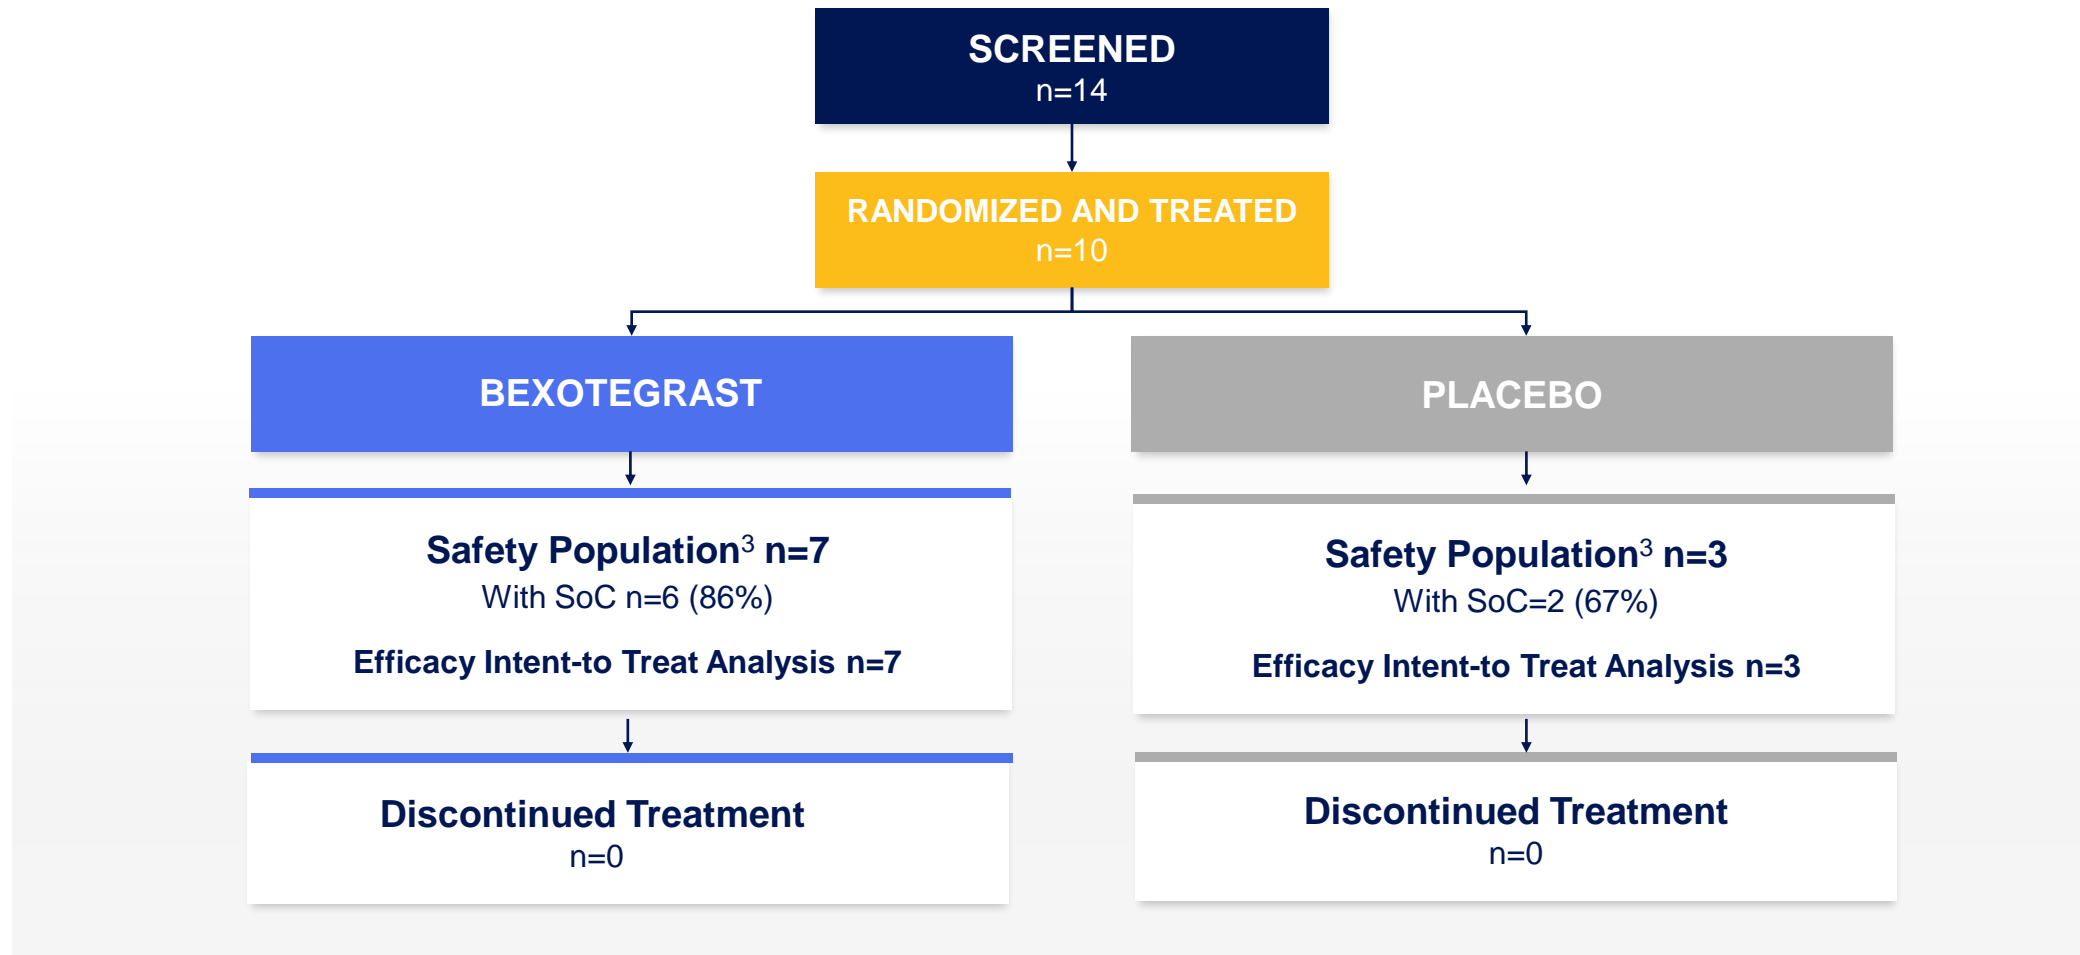 SCREENED
n=14
RANDOMIZED AND TREATED
n=10
BEXOTEGRAST
PLACEBO
Safety Population³ n=7
With SoC n=6 (86%)
Efficacy Intent-to Treat Analysis n=7
Safety Population³ n=3
With SoC=2 (67%)
Efficacy Intent-to Treat Analysis n=3
Discontinued Treatment
n=0
Discontinued Treatment
n=0